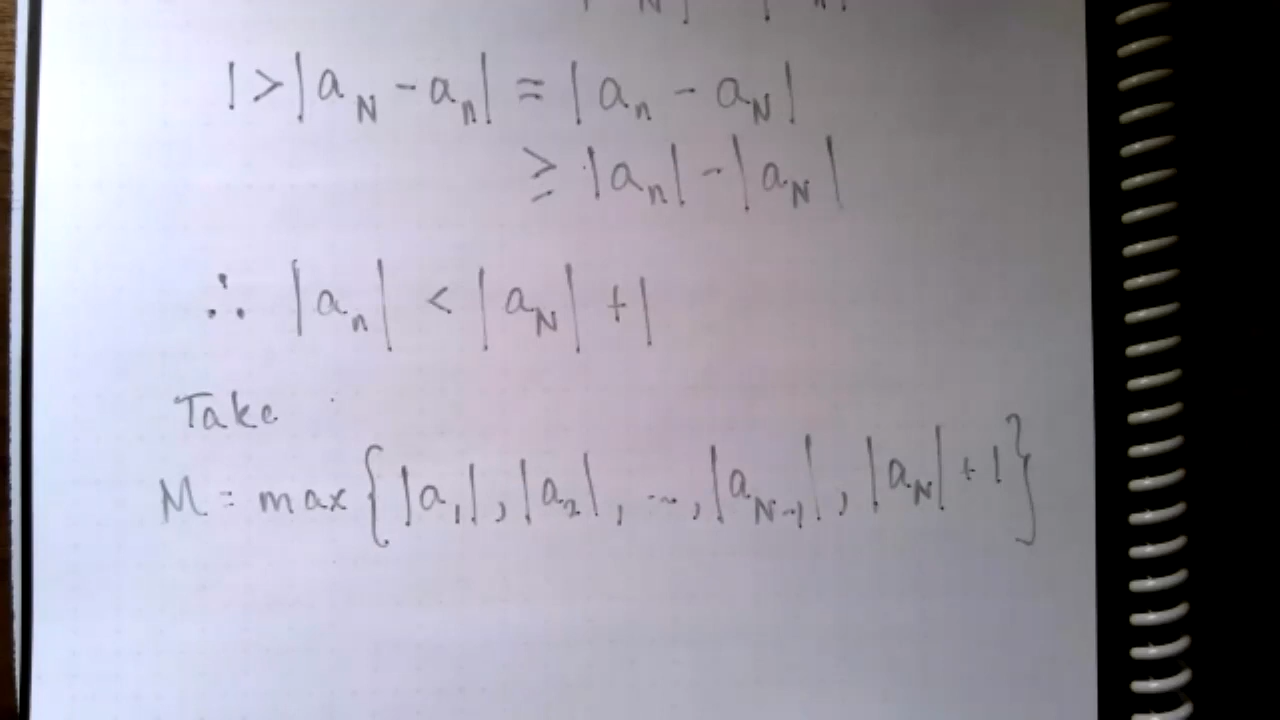 1 > |a_N - a_n| = |a_n - a_N|
≥ |a_n| - |a_N|
∴ |a_n| < |a_N| + 1
Take
M = max{|a_1|, |a_2|, ..., |a_{N-1}|, |a_N| + 1}